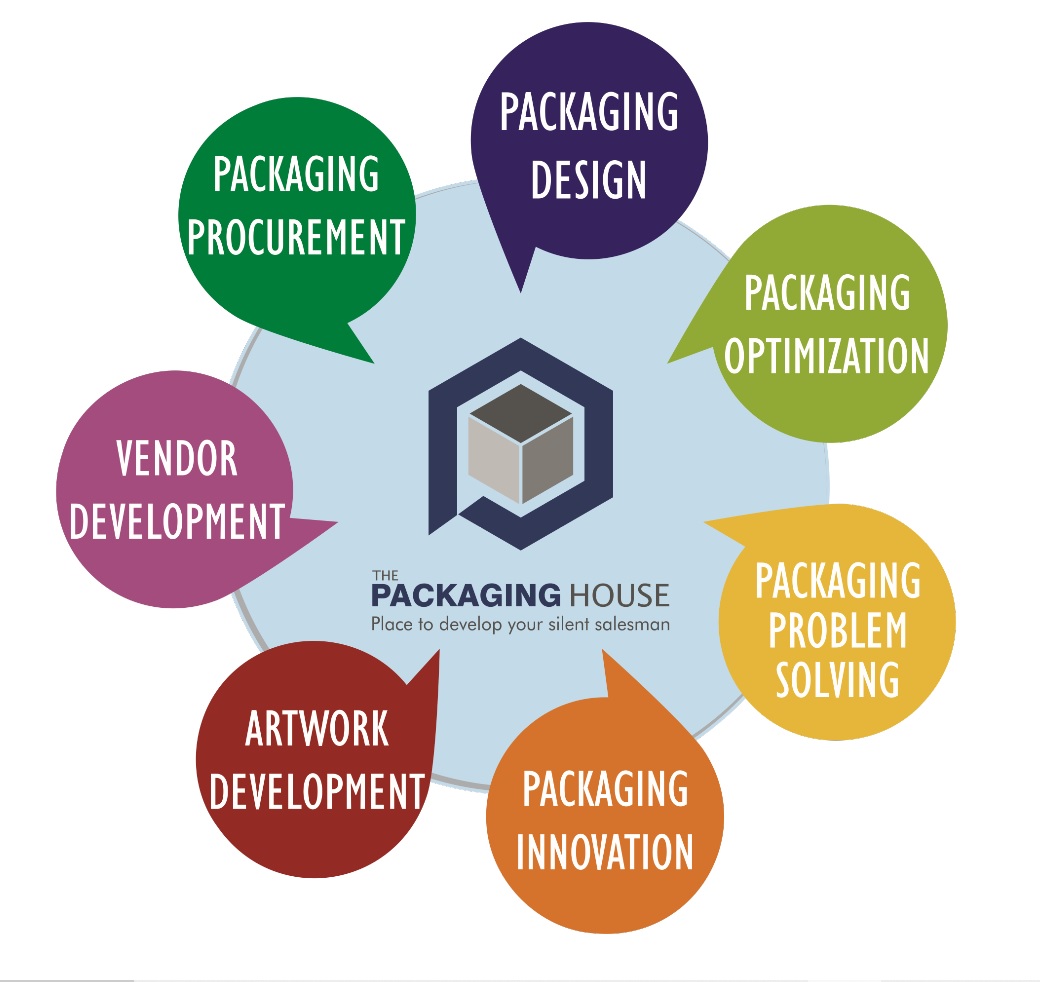 PACKAGING
DESIGN
PACKAGING
PROCUREMENT
PACKAGING
OPTIMIZATION
VENDOR
DEVELOPMENT
THE
PACKAGING HOUSE
Place to develop your silent salesman
PACKAGING
PROBLEM
SOLVING
ARTWORK
DEVELOPMENT
PACKAGING
INNOVATION